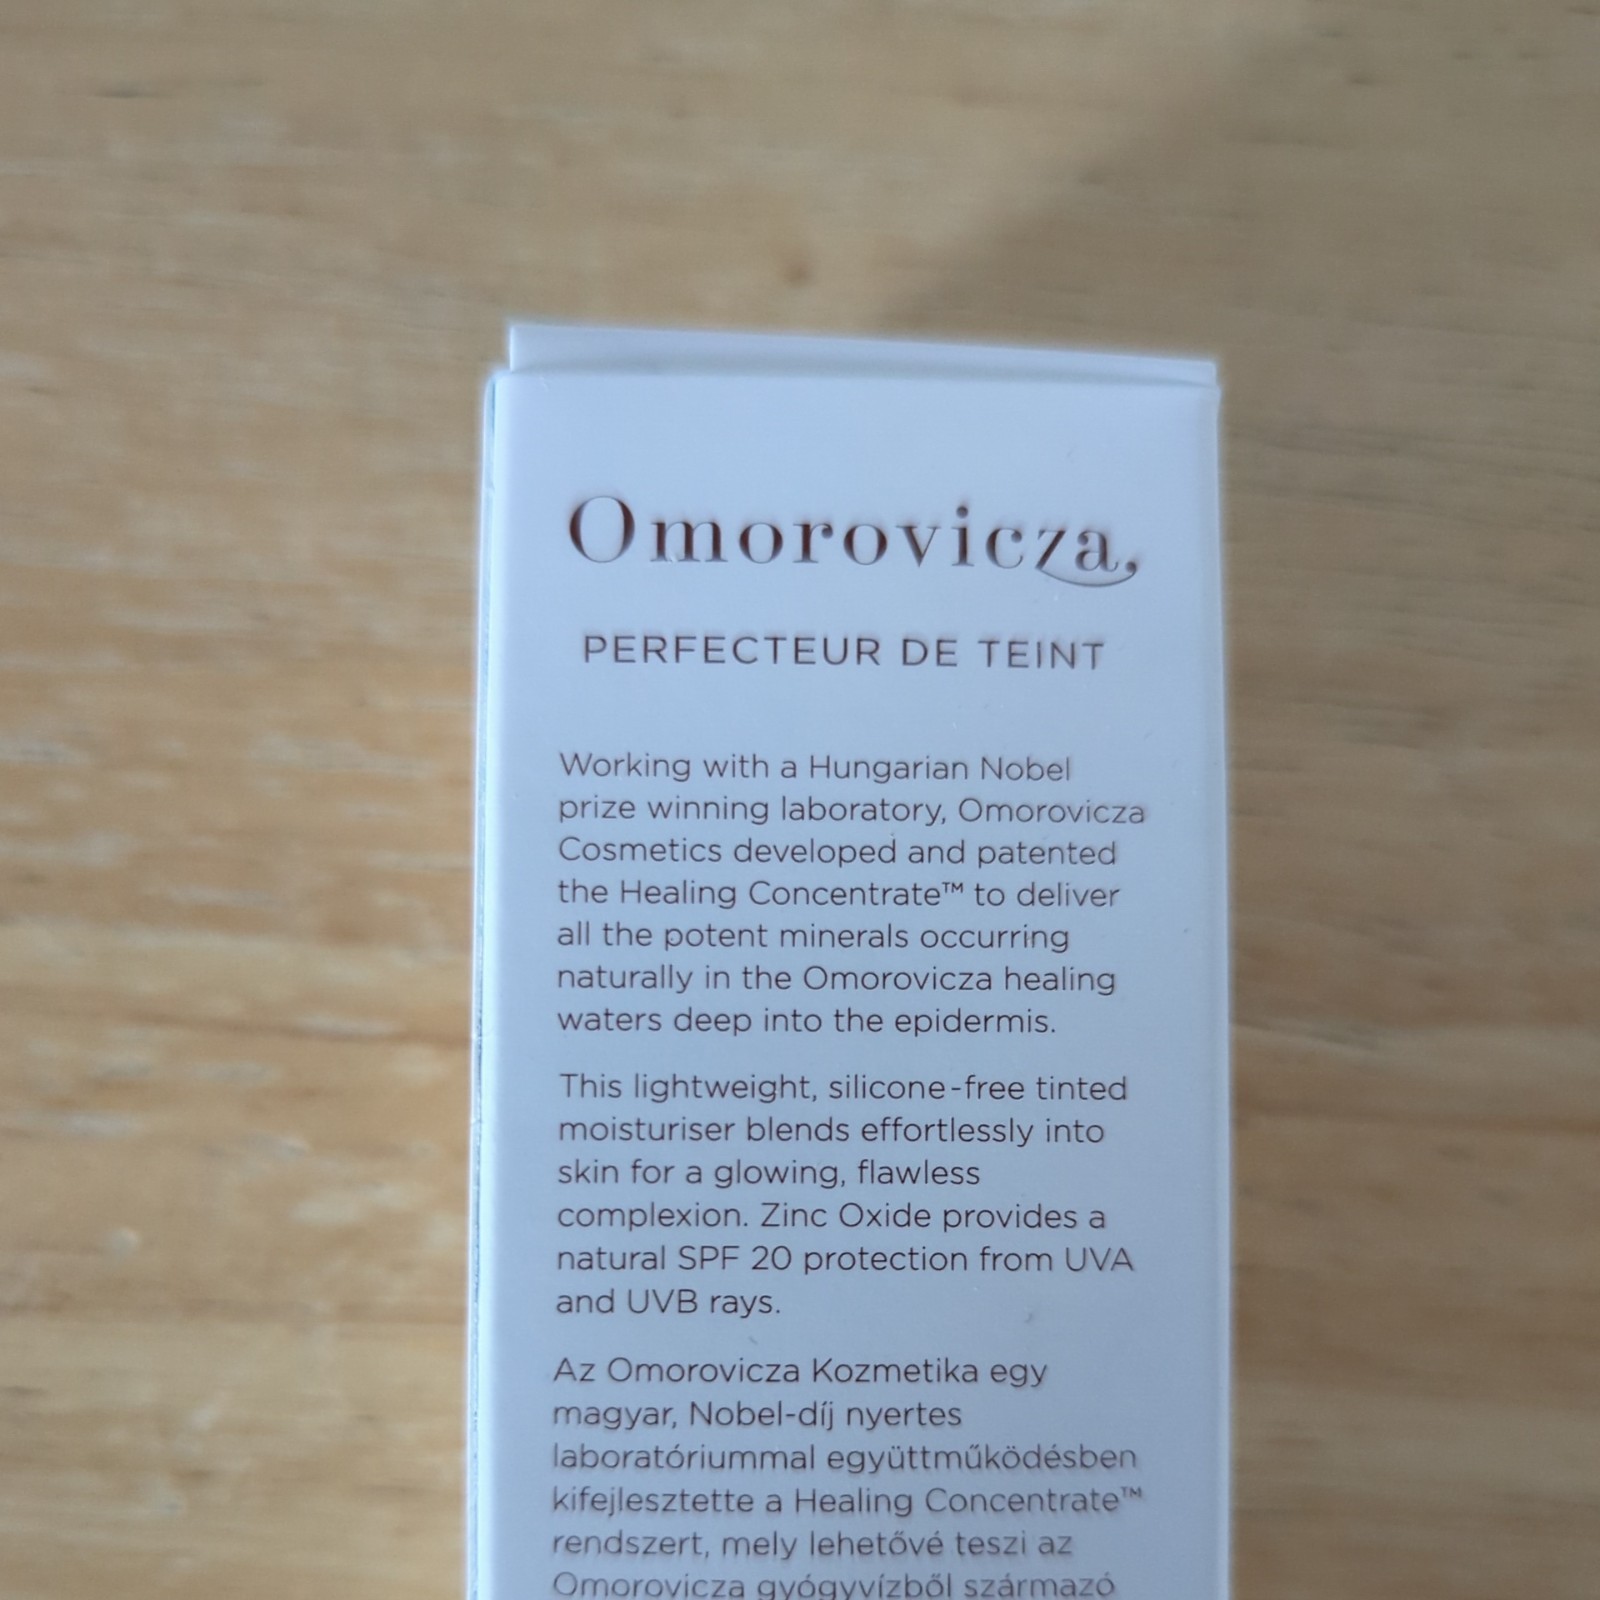 Omorovicza
PERFECTEUR DE TEINT
Working with a Hungarian Nobel
prize winning laboratory, Omorovicza
Cosmetics developed and patented
the Healing Concentrate™ to deliver
all the potent minerals occurring
naturally in the Omorovicza healing
waters deep into the epidermis.
This lightweight, silicone-free tinted
moisturiser blends effortlessly into
skin for a glowing, flawless
complexion. Zinc Oxide provides a
natural SPF 20 protection from UVA
and UVB rays.
Az Omorovicza Kozmetika egy
magyar, Nobel-díj nyertes
laboratóriummal együttműködésben
kifejlesztette a Healing Concentrate™
rendszert, mely lehetővé teszi az
Omorovicza gyógyvízből származó